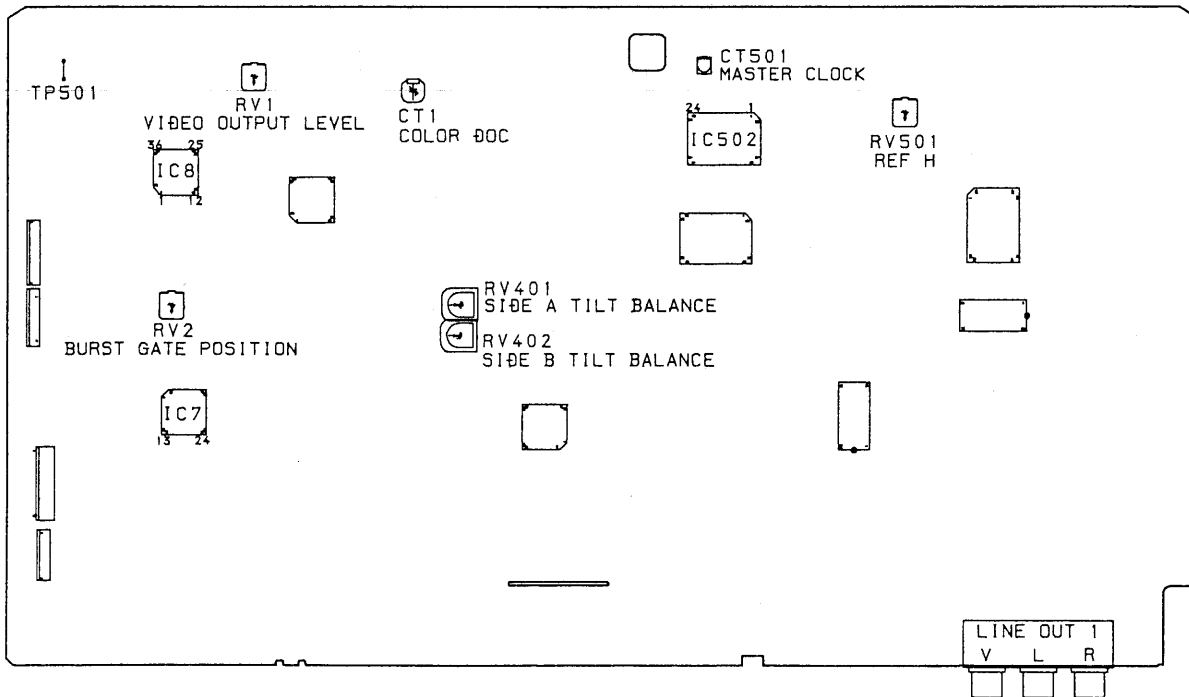 TP501
RV1
VIDEO OUTPUT LEVEL
CT1
COLOR DOC
CT501
MASTER CLOCK
24 1
IC502
RV501
REF H
36 25
IC8
1 12
RV401
SIDE A TILT BALANCE
RV402
SIDE B TILT BALANCE
RV2
BURST GATE POSITION
IC7
13 24
LINE OUT 1
V L R